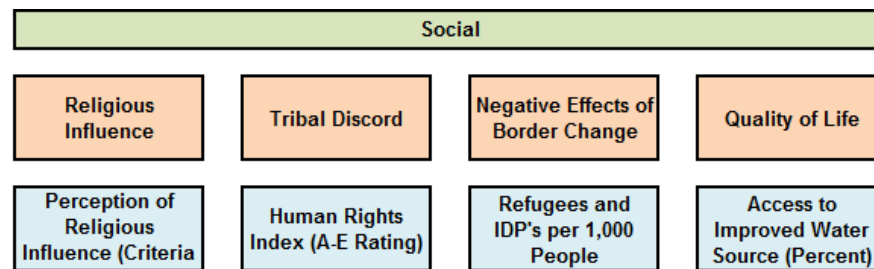 Social
Religious
Influence
Tribal Discord
Negative Effects of
Border Change
Quality of Life
Perception of
Religious
Influence (Criteria
Human Rights
Index (A-E Rating)
Refugees and
IDP's per 1,000
People
Access to
Improved Water
Source (Percent)